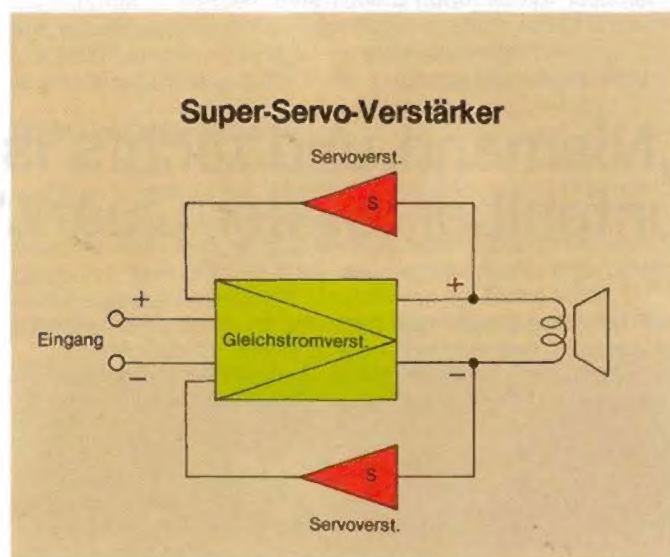 Super-Servo-Verstärker
Servoverst.
S
+ +
Eingang Gleichstromverst.
- -
S
Servoverst.